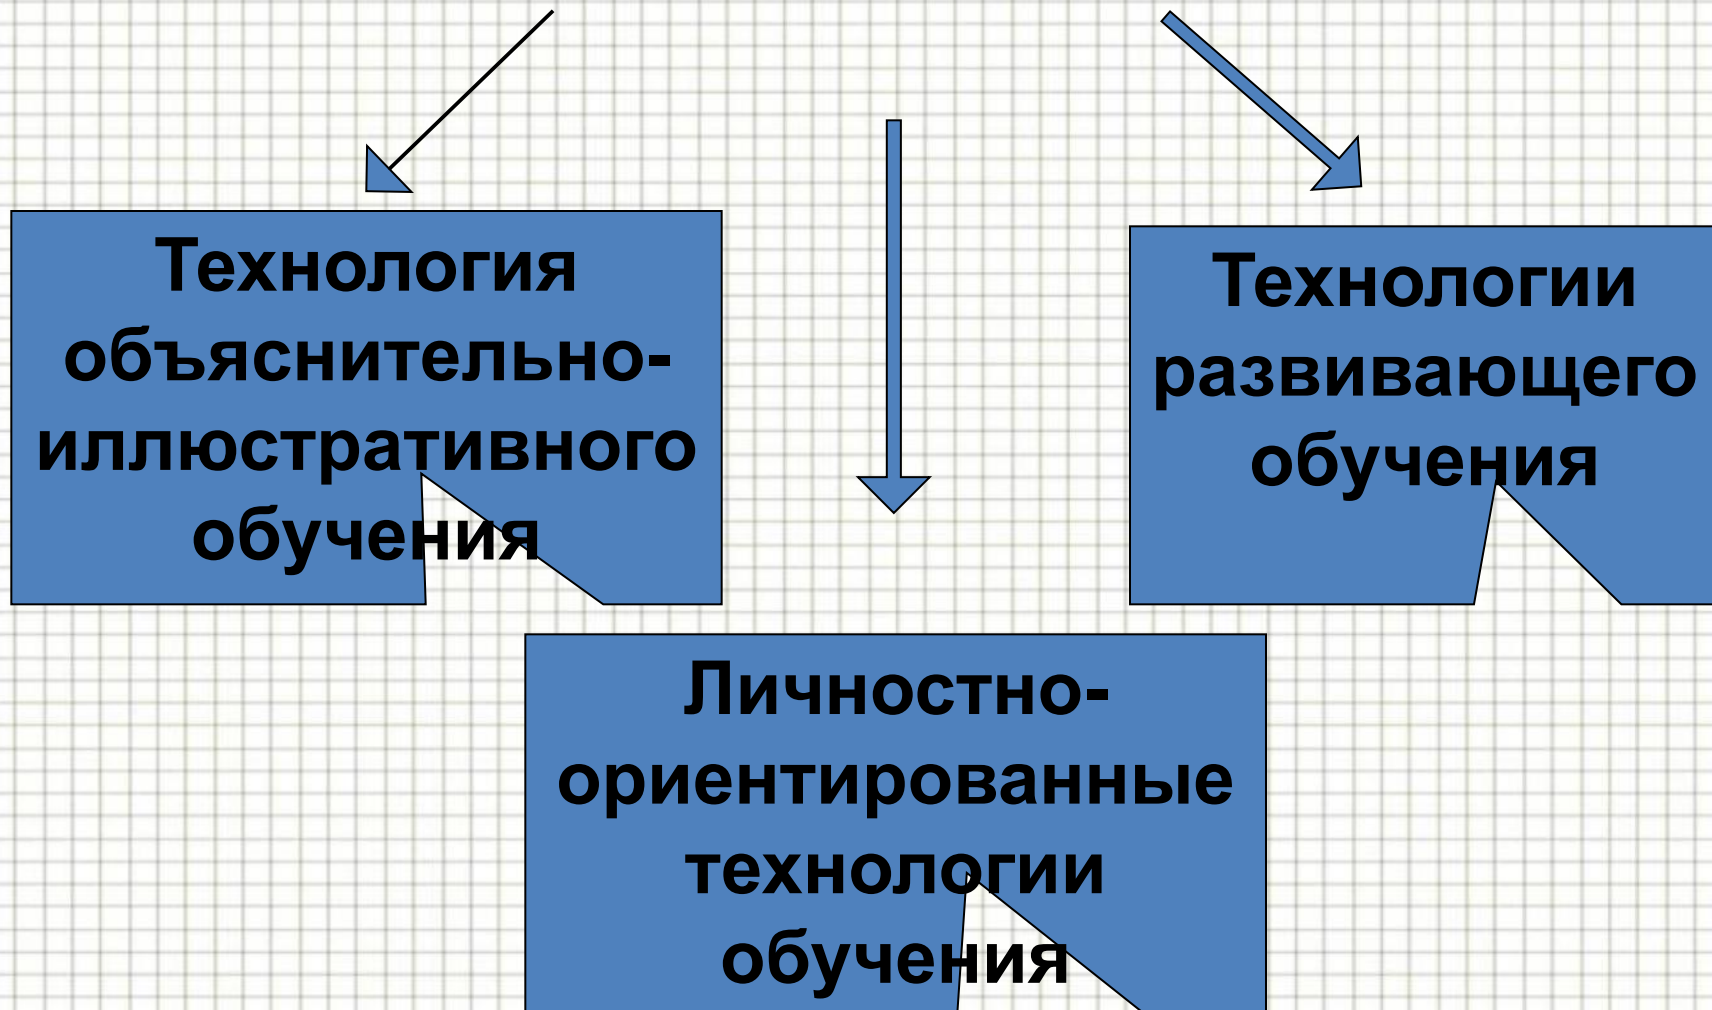 Технология
объяснительно-
иллюстративного
обучения
Технологии
развивающего
обучения
Личностно-
ориентированные
технологии
обучения